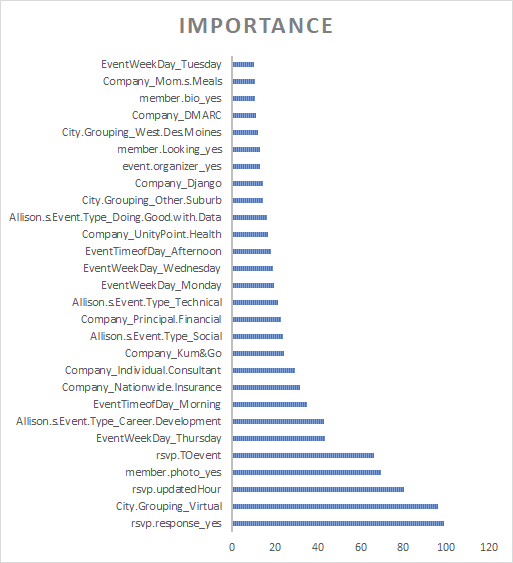 IMPORTANCE
EventWeekDay_Tuesday
Company_Mom.s.Meals
member.bio_yes
Company_DMARC
City.Grouping_West.Des.Moines
member.Looking_yes
event.organizer_yes
Company_Django
City.Grouping_Other.Suburb
Allison.s.Event.Type_Doing.Good.with.Data
Company_UnityPoint.Health
EventTimeofDay_Afternoon
EventWeekDay_Wednesday
EventWeekDay_Monday
Allison.s.Event.Type_Technical
Company_Principal.Financial
Allison.s.Event.Type_Social
Company_Kum&Go
Company_Individual.Consultant
Company_Nationwide.Insurance
EventTimeofDay_Morning
Allison.s.Event.Type_Career.Development
EventWeekDay_Thursday
rsvp.TOevent
member.photo_yes
rsvp.updatedHour
City.Grouping_Virtual
rsvp.response_yes
0 20 40 60 80 100 120